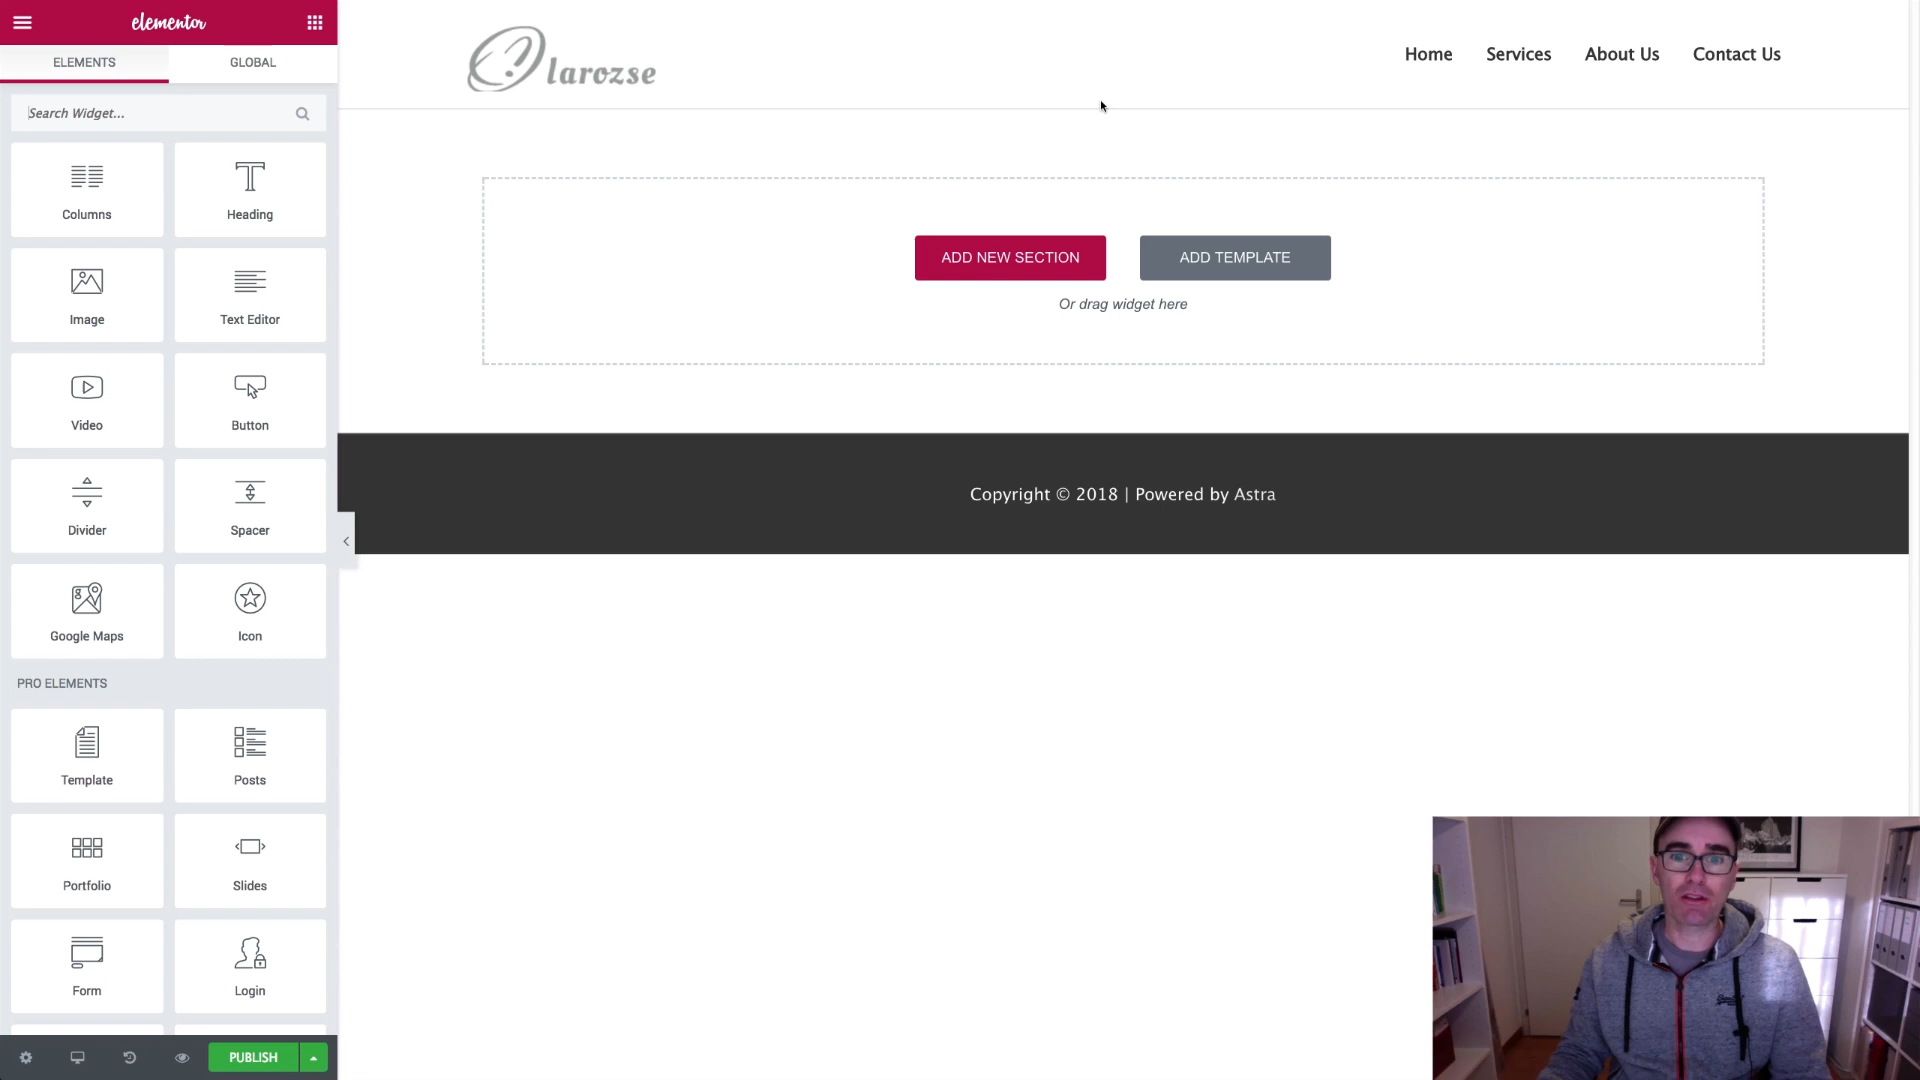 elementor
ELEMENTS
GLOBAL
Search Widget...
Columns
Heading
Image
Text Editor
Video
Button
Divider
Spacer
Google Maps
Icon
PRO ELEMENTS
Template
Posts
Portfolio
Slides
Form
Login
PUBLISH
larozse
Home
Services
About Us
Contact Us
ADD NEW SECTION
ADD TEMPLATE
Or drag widget here
Copyright © 2018 | Powered by Astra